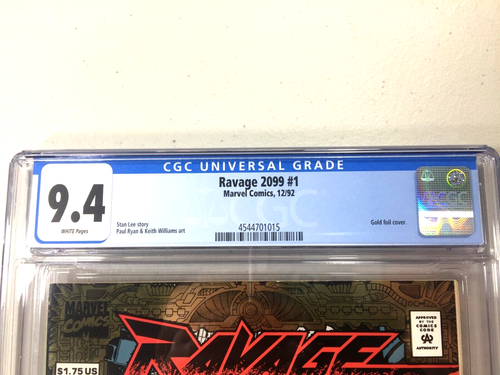 CGC UNIVERSAL GRADE
9.4
WHITE Pages
Ravage 2099 #1
Marvel Comics, 12/92
Stan Lee story
Paul Ryan & Keith Williams art
4544701015
Gold foil cover.
CGC
MARVEL
COMICS
$1.75 US
RAVAGE
APPROVED
BY THE
COMICS
CODE
AUTHORITY